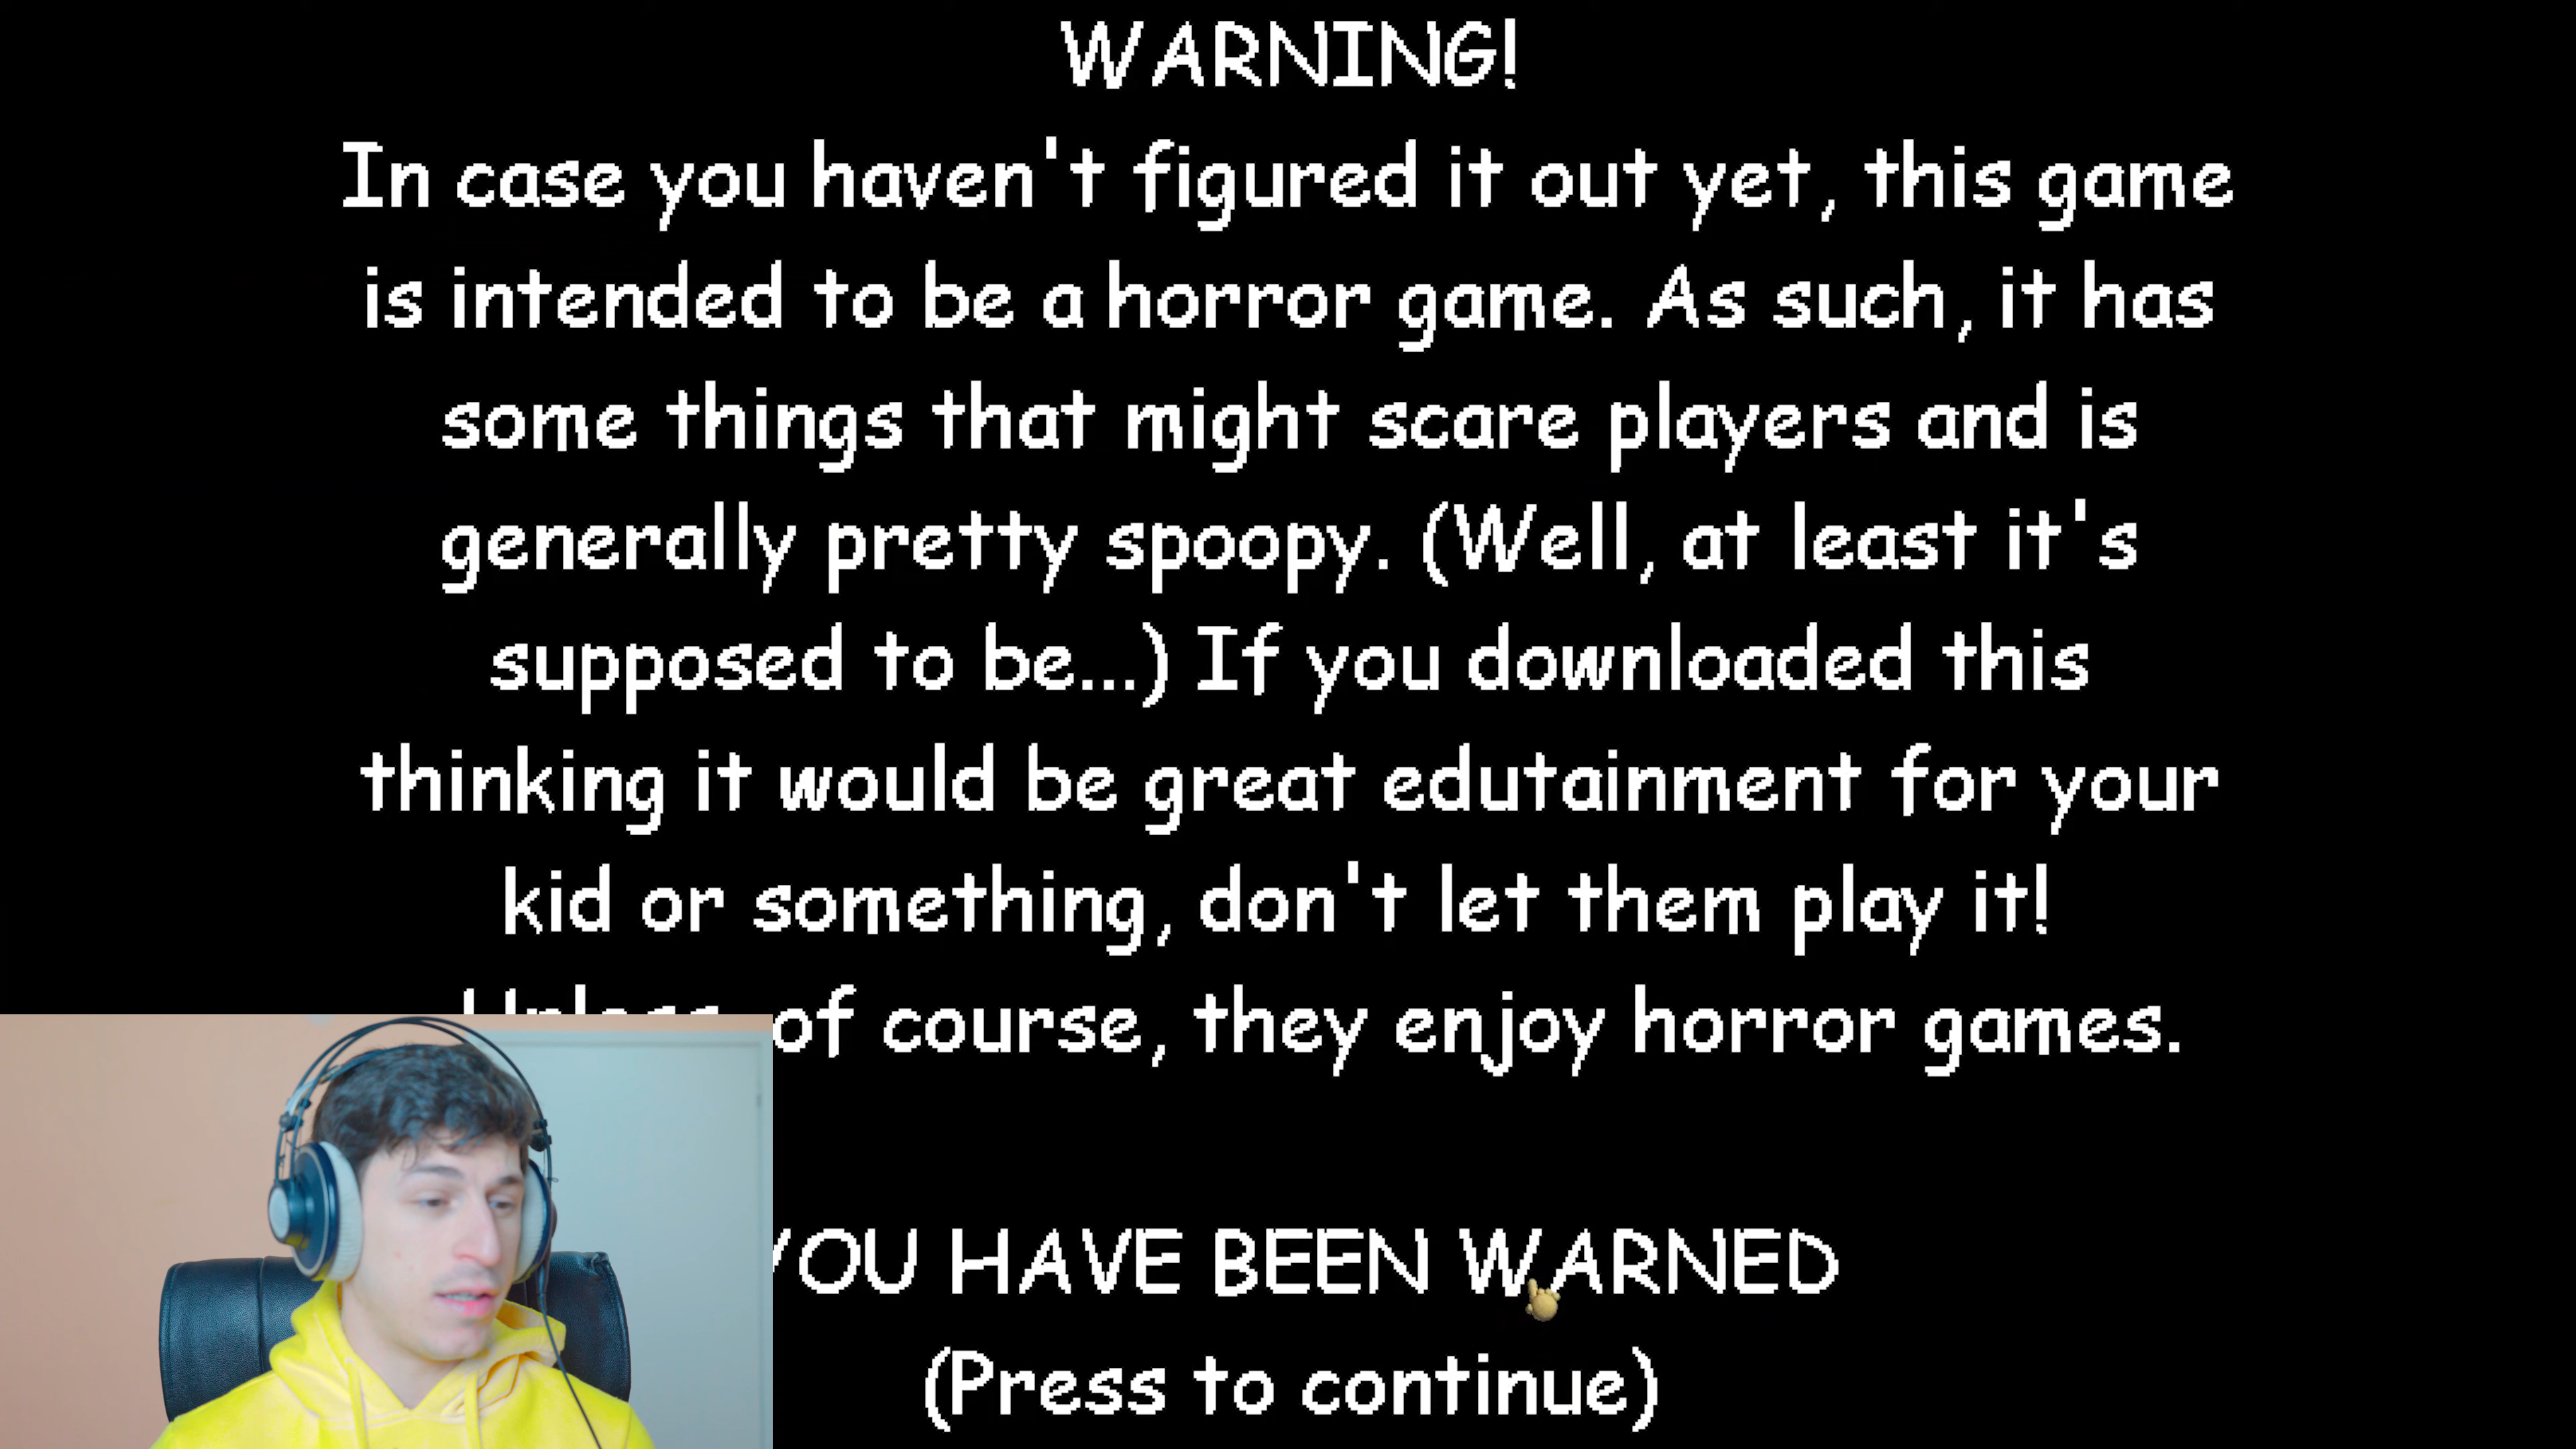 WARNING!
In case you haven't figured it out yet, this game
is intended to be a horror game. As such, it has
some things that might scare players and is
generally pretty spoopy. (Well, at least it's
supposed to be...) If you downloaded this
thinking it would be great edutainment for your
kid or something, don't let them play it!
of course, they enjoy horror games.
YOU HAVE BEEN WARNED
(Press to continue)